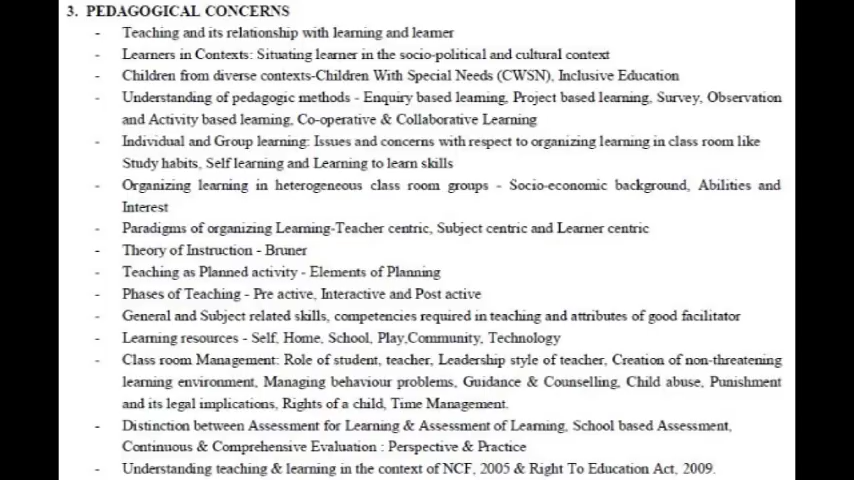 3. PEDAGOGICAL CONCERNS
- Teaching and its relationship with learning and learner
- Learners in Contexts: Situating learner in the socio-political and cultural context
- Children from diverse contexts-Children With Special Needs (CWSN), Inclusive Education
- Understanding of pedagogic methods - Enquiry based learning, Project based learning, Survey, Observation
and Activity based learning, Co-operative & Collaborative Learning
- Individual and Group learning: Issues and concerns with respect to organizing learning in class room like
Study habits, Self learning and Learning to learn skills
- Organizing learning in heterogeneous class room groups - Socio-economic background, Abilities and
Interest
- Paradigms of organizing Learning-Teacher centric, Subject centric and Learner centric
- Theory of Instruction - Bruner
- Teaching as Planned activity - Elements of Planning
- Phases of Teaching - Pre active, Interactive and Post active
- General and Subject related skills, competencies required in teaching and attributes of good facilitator
- Learning resources - Self, Home, School, Play,Community, Technology
- Class room Management: Role of student, teacher, Leadership style of teacher, Creation of non-threatening
learning environment, Managing behaviour problems, Guidance & Counselling, Child abuse, Punishment
and its legal implications, Rights of a child, Time Management.
- Distinction between Assessment for Learning & Assessment of Learning, School based Assessment,
Continuous & Comprehensive Evaluation : Perspective & Practice
- Understanding teaching & learning in the context of NCF, 2005 & Right To Education Act, 2009.